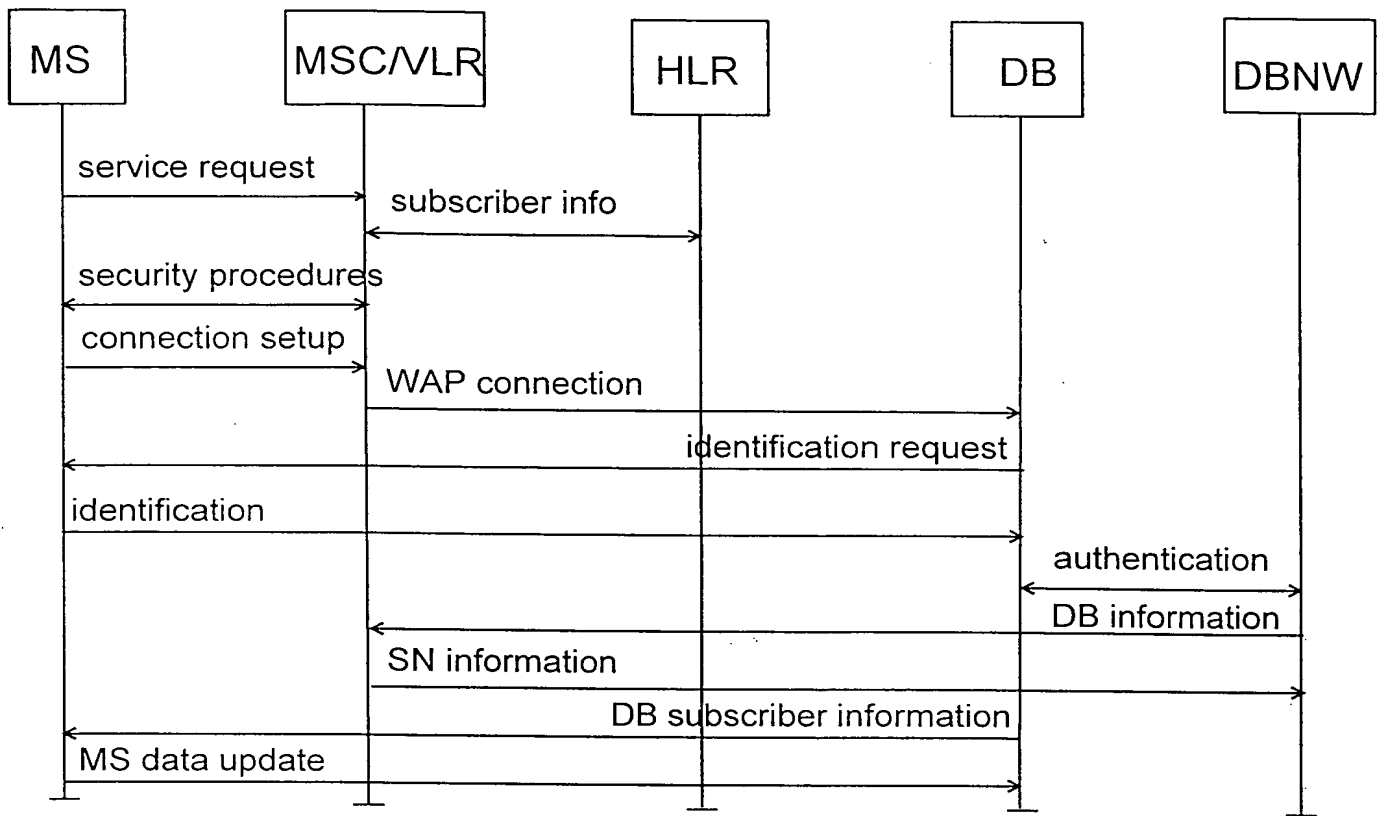 MS
MSC/VLR
HLR
DB
DBNW
service request
subscriber info
security procedures
connection setup
WAP connection
identification request
identification
authentication
DB information
SN information
DB subscriber information
MS data update